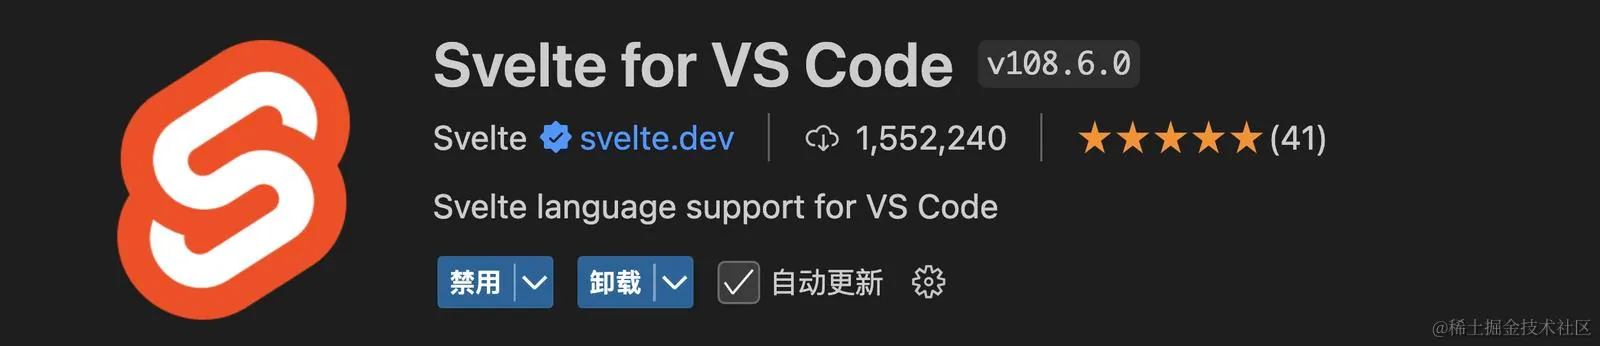 Svelte for VS Code v108.6.0
Svelte svelte.dev 1,552,240 (41)
Svelte language support for VS Code
禁用 卸载 自动更新
@稀土掘金技术社区